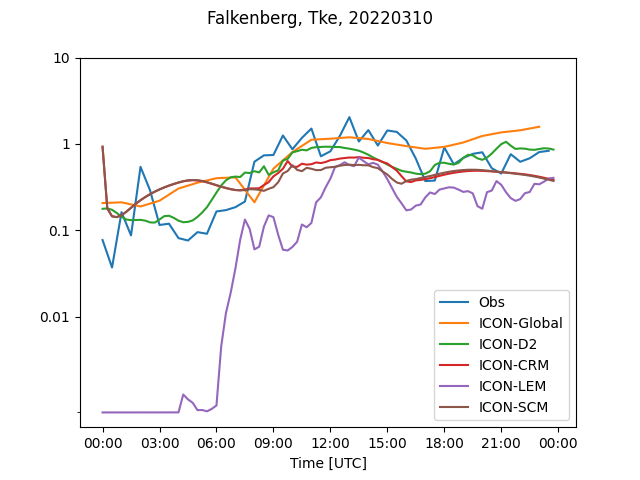 Falkenberg, Tke, 20220310
10
1
0.1
0.01
Obs
ICON-Global
ICON-D2
ICON-CRM
ICON-LEM
ICON-SCM
00:00 03:00 06:00 09:00 12:00 15:00 18:00 21:00 00:00
Time [UTC]